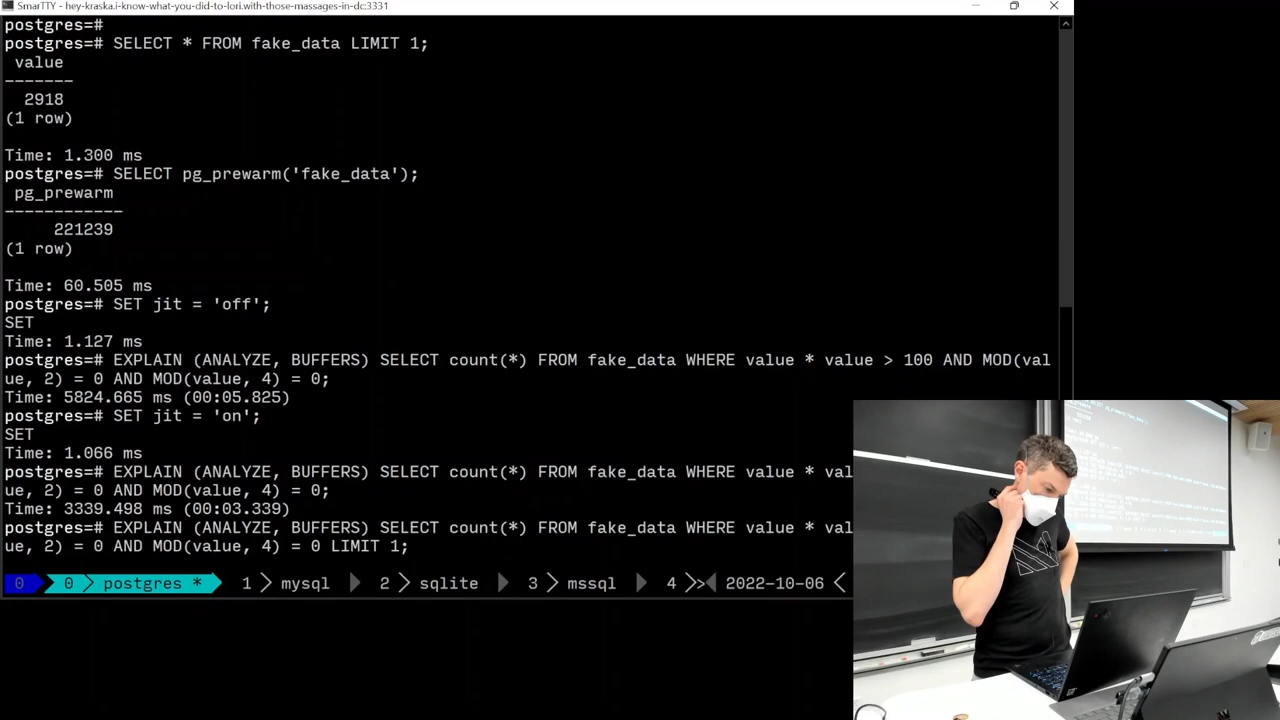 SmarTTY - hey-kraska.i-know-what-you-did-to-lori.with-those-massages-in-dc:3331
postgres=#
postgres=# SELECT * FROM fake_data LIMIT 1;
value
-------
2918
(1 row)
Time: 1.300 ms
postgres=# SELECT pg_prewarm('fake_data');
pg_prewarm
------------
221239
(1 row)
Time: 60.505 ms
postgres=# SET jit = 'off';
SET
Time: 1.127 ms
postgres=# EXPLAIN (ANALYZE, BUFFERS) SELECT count(*) FROM fake_data WHERE value * value > 100 AND MOD(val
ue, 2) = 0 AND MOD(value, 4) = 0;
Time: 5824.665 ms (00:05.825)
postgres=# SET jit = 'on';
SET
Time: 1.066 ms
postgres=# EXPLAIN (ANALYZE, BUFFERS) SELECT count(*) FROM fake_data WHERE value * val
ue, 2) = 0 AND MOD(value, 4) = 0;
Time: 3339.498 ms (00:03.339)
postgres=# EXPLAIN (ANALYZE, BUFFERS) SELECT count(*) FROM fake_data WHERE value * val
ue, 2) = 0 AND MOD(value, 4) = 0 LIMIT 1;
0 0 postgres * 1 mysql 2 sqlite 3 mssql 4 >> 2022-10-06